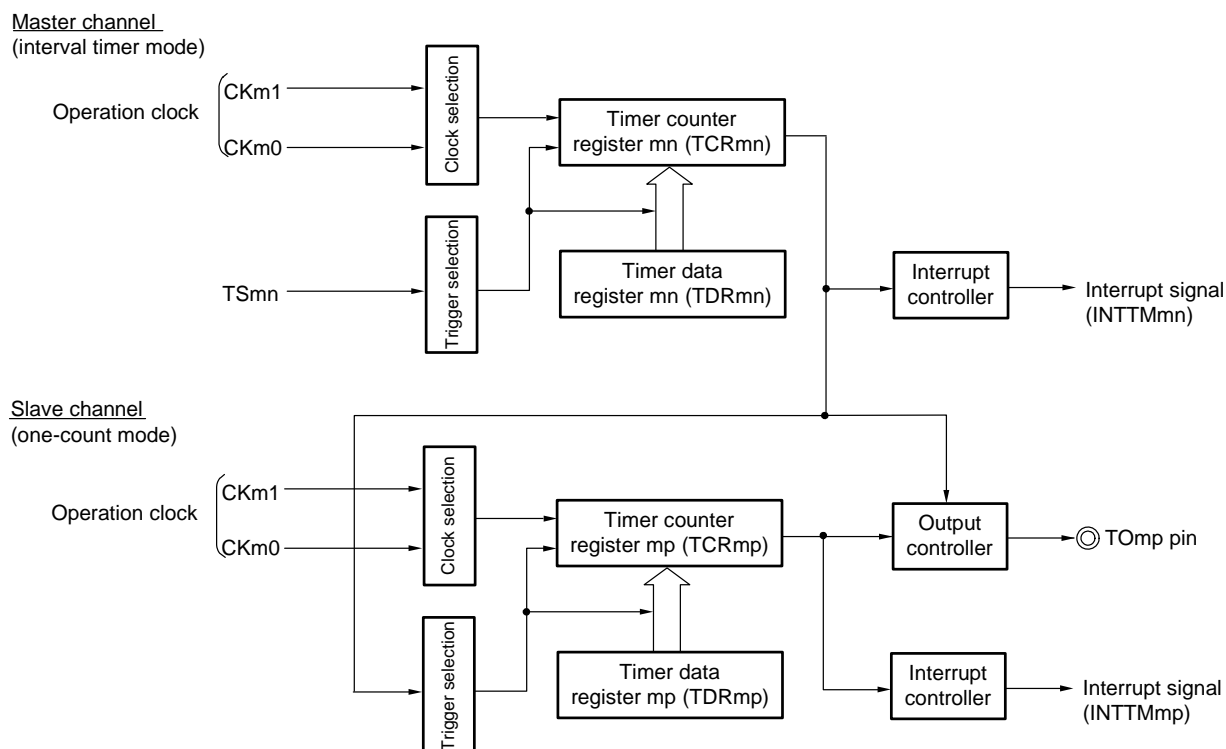 Master channel
(interval timer mode)
Operation clock
CKm1
CKm0
Clock selection
Timer counter
register mn (TCRmn)
TSmn
Trigger selection
Timer data
register mn (TDRmn)
Interrupt
controller
Interrupt signal
(INTTMmn)
Slave channel
(one-count mode)
Operation clock
CKm1
CKm0
Clock selection
Timer counter
register mp (TCRmp)
Output
controller
TOmp pin
Trigger selection
Timer data
register mp (TDRmp)
Interrupt
controller
Interrupt signal
(INTTMmp)